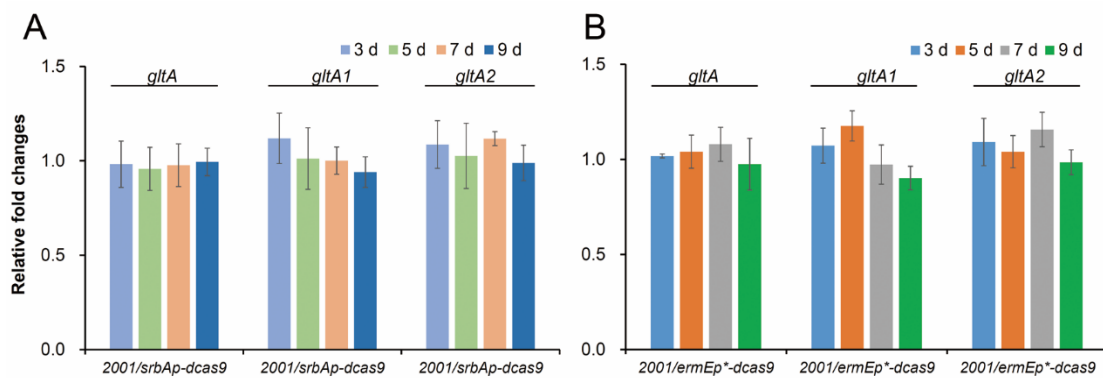 A
3 d 5 d 7 d 9 d
gltA gltA1 gltA2
Relative fold changes
1.5
1.0
0.5
0.0
2001/srbAp-dcas9 2001/srbAp-dcas9 2001/srbAp-dcas9
B
3 d 5 d 7 d 9 d
gltA gltA1 gltA2
1.5
1.0
0.5
0.0
2001/ermEp*-dcas9 2001/ermEp*-dcas9 2001/ermEp*-dcas9